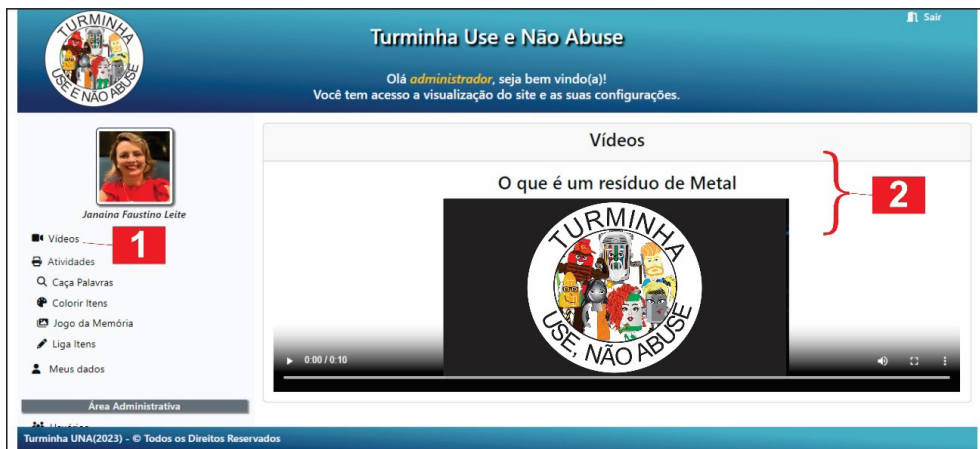 Sair
TURMINHA
USE E NÃO ABUSE
Turminha Use e Não Abuse
Olá administrador, seja bem vindo(a)!
Você tem acesso a visualização do site e as suas configurações.
Janaina Faustino Leite
Vídeos
1
Atividades
Caça Palavras
Colorir Itens
Jogo da Memória
Liga Itens
Meus dados
Área Administrativa
Vídeos
O que é um resíduo de Metal
2
TURMINHA
USE, NÃO ABUSE
0:00 / 0:10
Turminha UNA(2023) - © Todos os Direitos Reservados